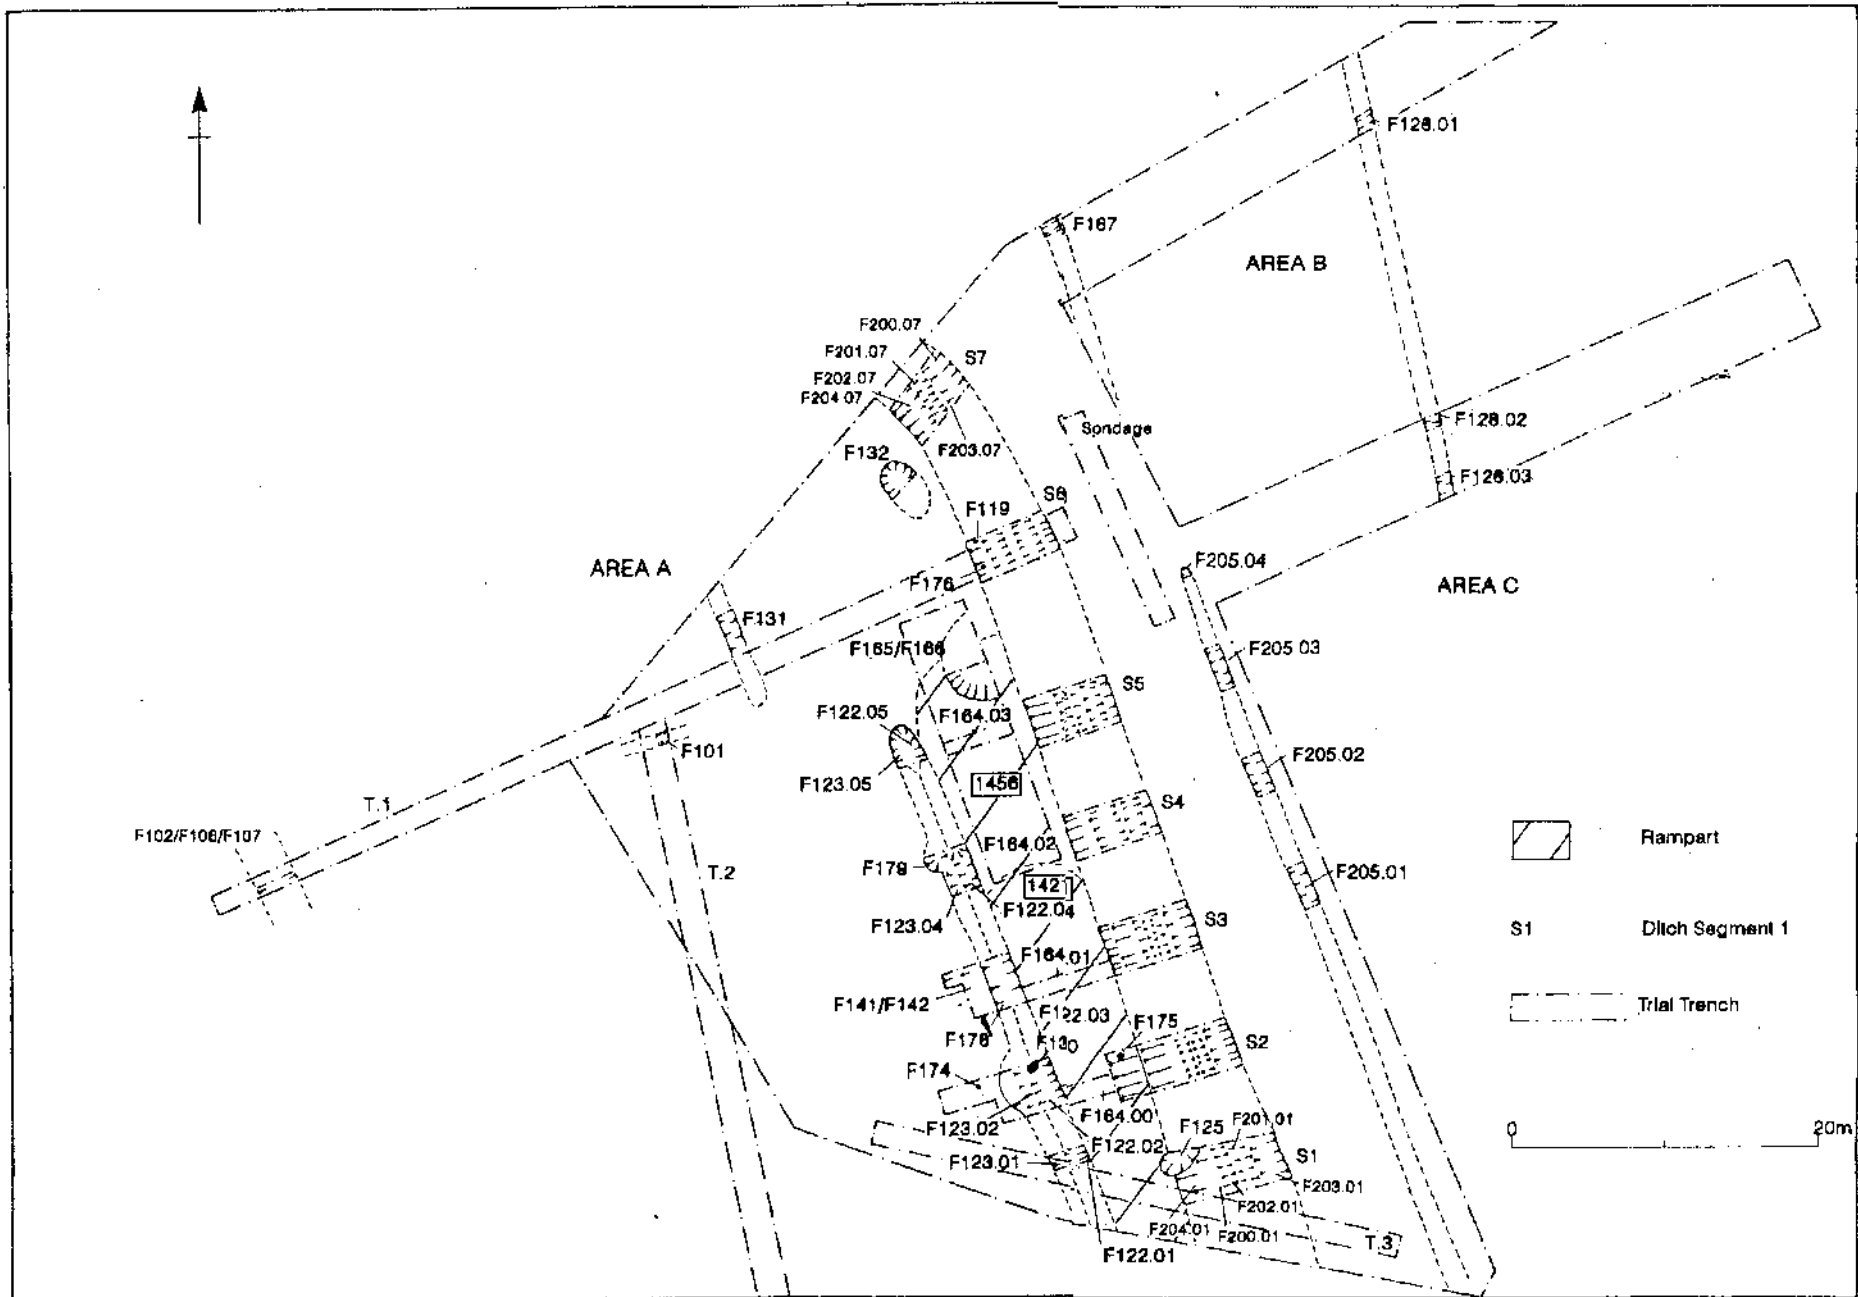 F126.01
F167
AREA B
F200.07
S7
F201.07
F202.07
F204.07
Sondage
F128.02
F203.07
F132
F126.03
S6
F119
F205.04
AREA A
F176
AREA C
F131
F165/F166
F205.03
S5
F122.05
F164.03
F101
F205.02
F123.05
1456
T.1
S4
F102/F106/F107
Rampart
F164.02
F179
T.2
1421
F205.01
F122.04
F123.04
S3
S1
Ditch Segment 1
F164.01
F141/F142
Trial Trench
F122.03
F175
F178
F130
S2
F174
F164.00
F125
F201.01
F123.02
0
20m
F122.02
F123.01
S1
F203.01
F202.01
F204.01
F200.01
T.3
F122.01